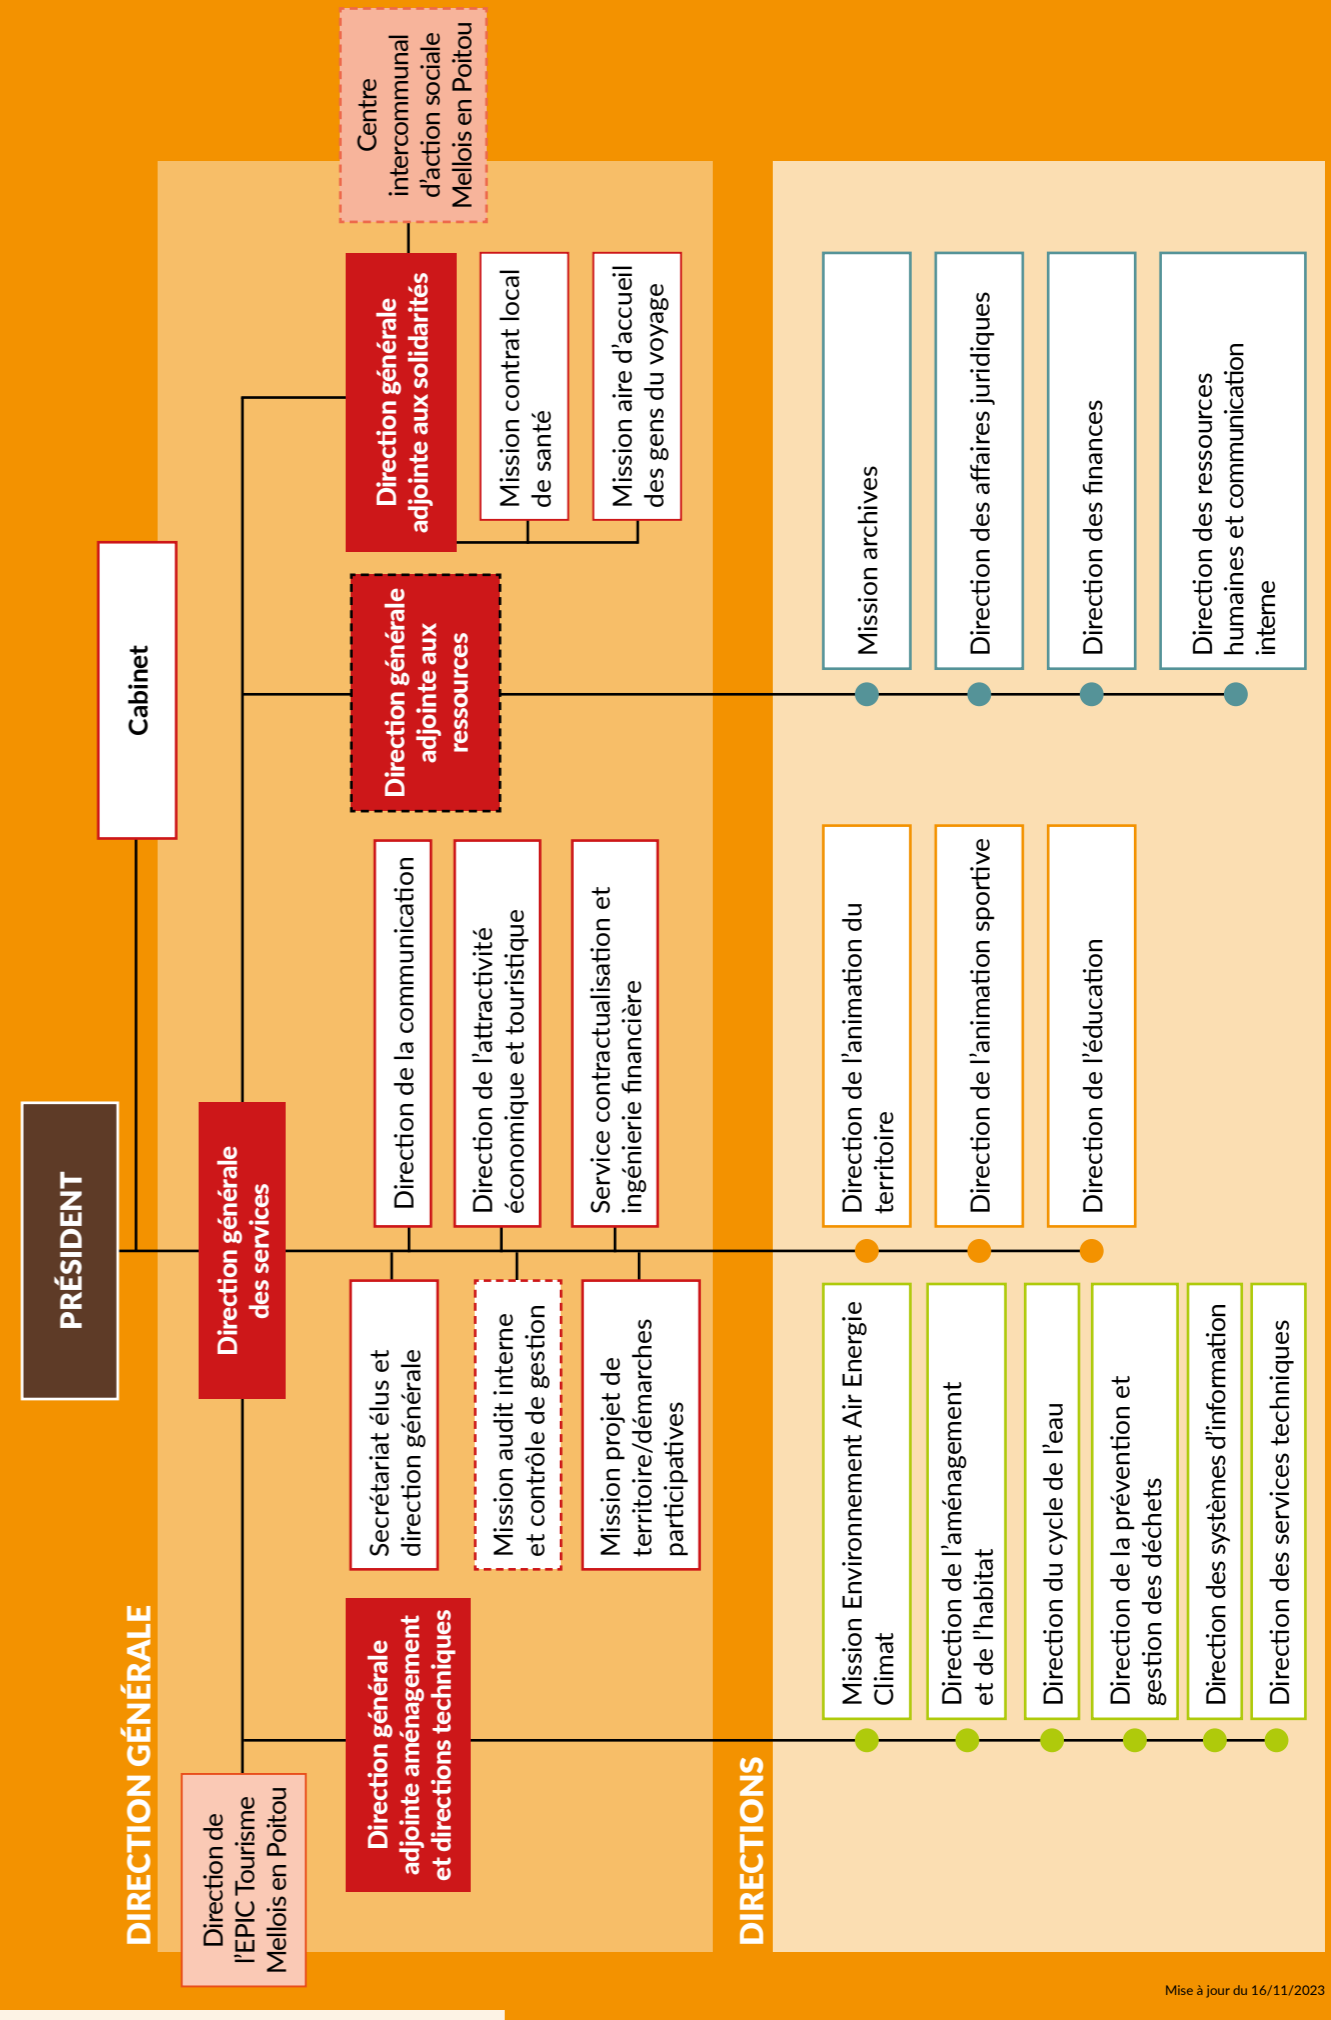 PRÉSIDENT
Cabinet
DIRECTION GÉNÉRALE
Direction de
l'EPIC Tourisme
Mellois en Poitou
Direction générale
des services
Direction générale
adjointe aménagement
et directions techniques
Secrétariat élus et
direction générale
Mission audit interne
et contrôle de gestion
Mission projet de
territoire/démarches
participatives
Direction de la communication
Direction de l'attractivité
économique et touristique
Service contractualisation et
ingénierie financière
Direction générale
adjointe aux
ressources
Direction générale
adjointe aux solidarités
Mission contrat local
de santé
Mission aire d'accueil
des gens du voyage
Centre
intercommunal
d'action sociale
Mellois en Poitou
DIRECTIONS
Mission Environnement Air Energie
Climat
Direction de l'aménagement
et de l'habitat
Direction du cycle de l'eau
Direction de la prévention et
gestion des déchets
Direction des systèmes d'information
Direction des services techniques
Direction de l'animation du
territoire
Direction de l'animation sportive
Direction de l'éducation
Mission archives
Direction des affaires juridiques
Direction des finances
Direction des ressources
humaines et communication
interne
Mise à jour du 16/11/2023